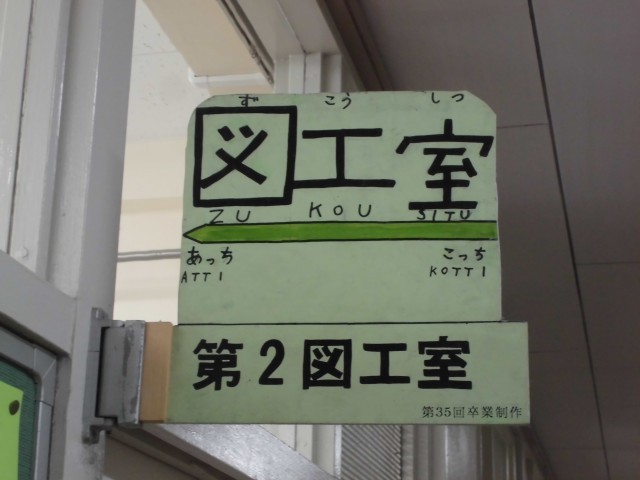 ず こう しつ
図工室
ZU KOU SITU
あっち こっち
ATTI KOTTI
第2図工室
第35回卒業制作